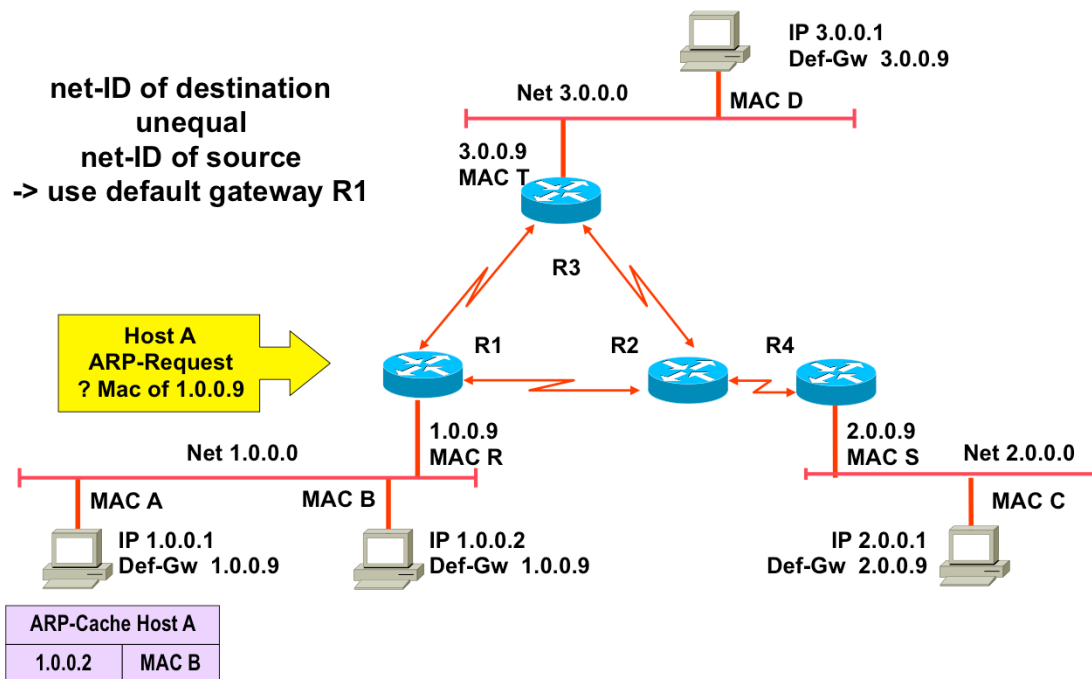 IP 3.0.0.1
Def-Gw 3.0.0.9
net-ID of destination
unequal
net-ID of source
-> use default gateway R1
Net 3.0.0.0
MAC D
3.0.0.9
MAC T
R3
Host A
ARP-Request
? Mac of 1.0.0.9
R1
R2
R4
1.0.0.9
MAC R
2.0.0.9
MAC S
Net 1.0.0.0
Net 2.0.0.0
MAC A
MAC B
MAC C
IP 1.0.0.1
Def-Gw 1.0.0.9
IP 1.0.0.2
Def-Gw 1.0.0.9
IP 2.0.0.1
Def-Gw 2.0.0.9
ARP-Cache Host A
1.0.0.2 MAC B